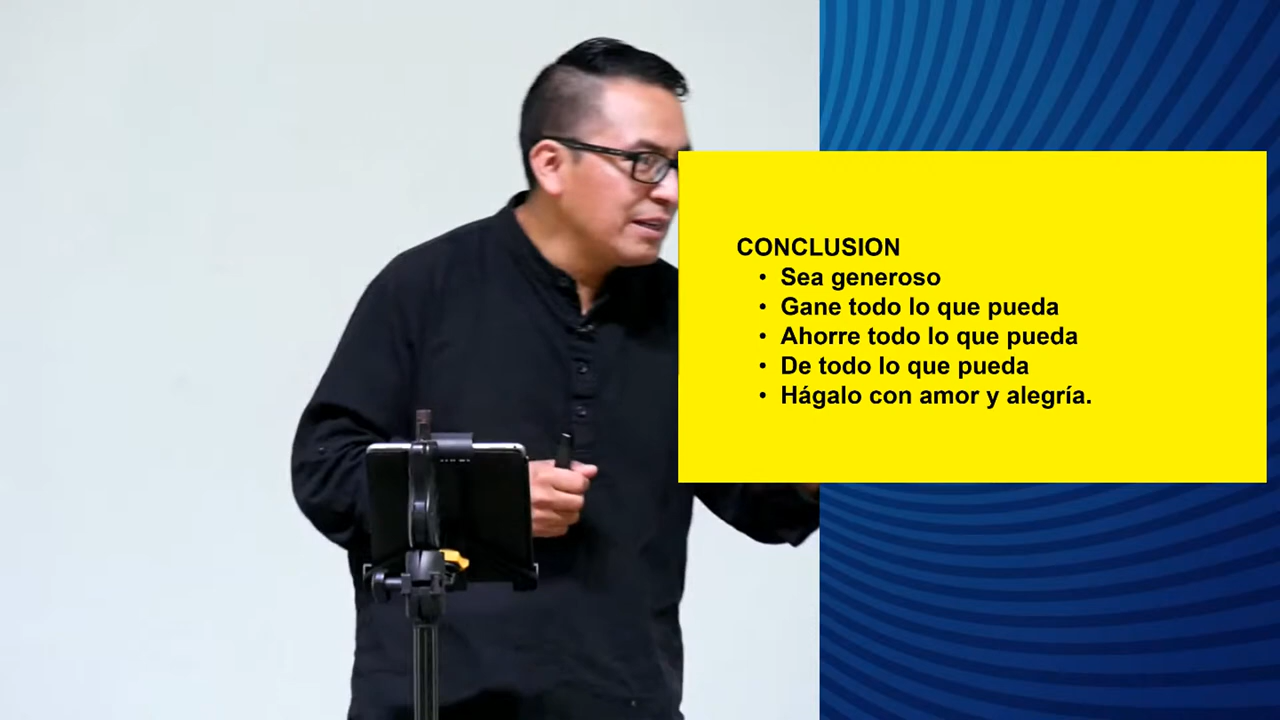 CONCLUSION
• Sea generoso
• Gane todo lo que pueda
• Ahorre todo lo que pueda
• De todo lo que pueda
• Hágalo con amor y alegría.